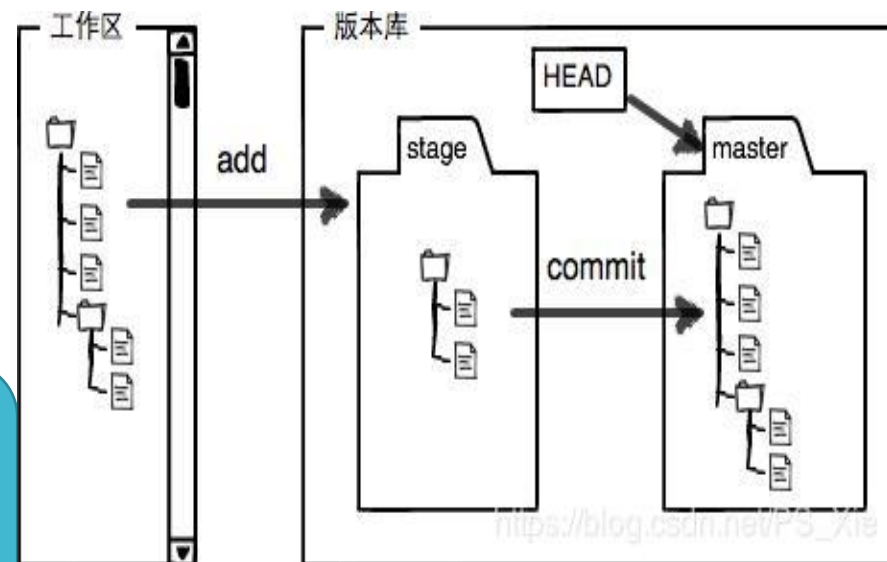 工作区
版本库
HEAD
add
stage
master
commit
https://blog.csdn.net/PS_Xie